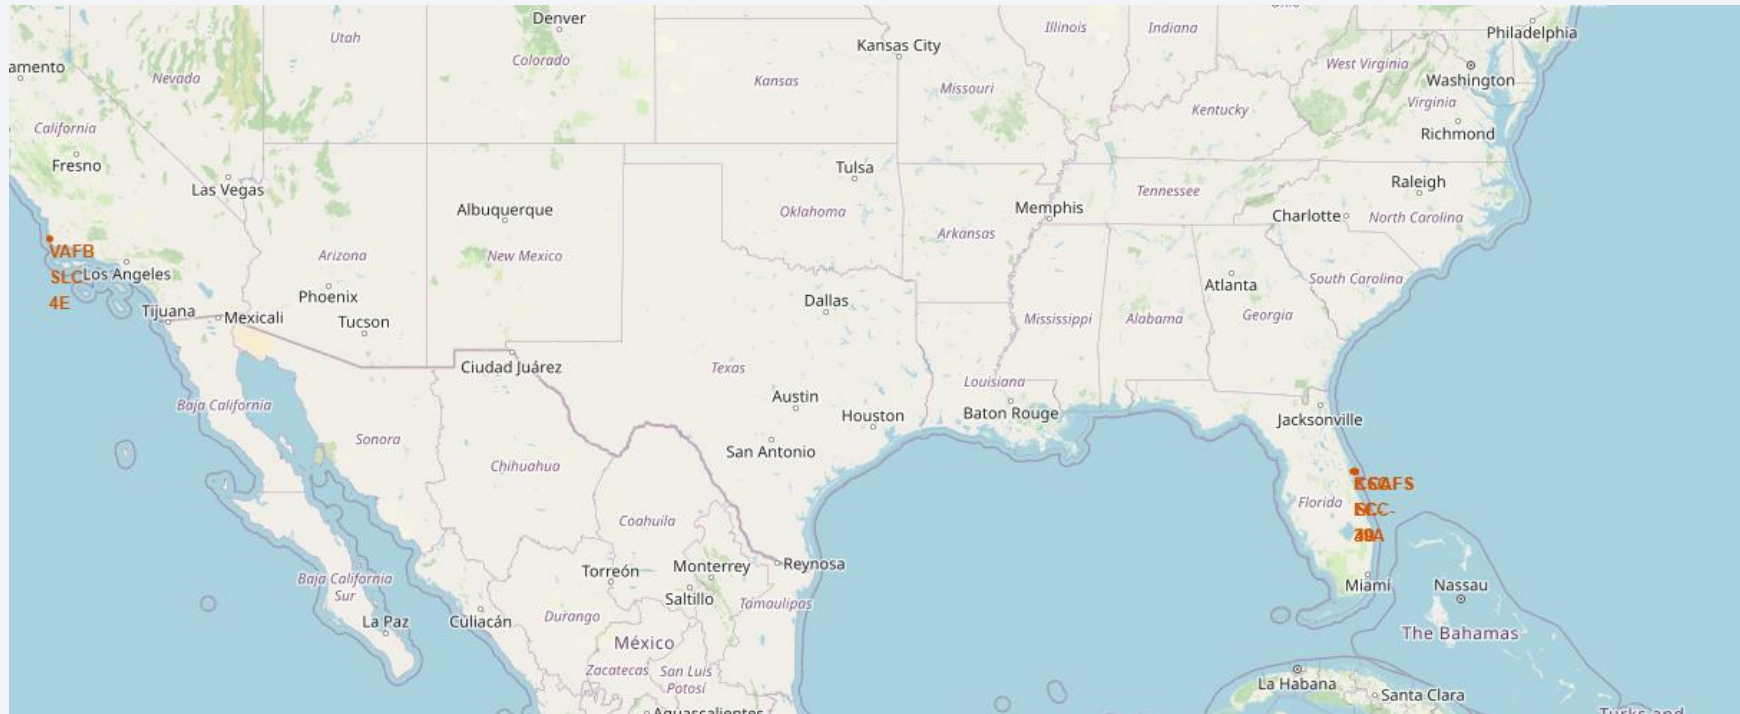 Denver
Philadelphia
Kansas City
Illinois
Indiana
Utah
Colorado
West Virginia
amento
Nevada
Kansas
Missouri
Washington
Kentucky
Virginia
California
Richmond
Fresno
Tulsa
Las Vegas
Tennessee
Raleigh
Albuquerque
Oklahoma
Memphis
Charlotte
North Carolina
Arkansas
VAFB
SLC-
4E
Arizona
New Mexico
Los Angeles
South Carolina
Atlanta
Phoenix
Dallas
Tijuana
Mexicali
Tucson
Mississippi
Alabama
Georgia
Ciudad Juárez
Texas
Louisiana
Austin
Baja California
Houston
Baton Rouge
Jacksonville
Sonora
San Antonio
Chihuahua
Florida
Coahuila
Torreón
Monterrey
Reynosa
Baja California
Sur
Saltillo
Tamaulipas
Miami
Nassau
La Paz
Culiacán
Durango
México
The Bahamas
Zacatecas
San Luis
Potosí
La Habana
Santa Clara
Aguascalientes
Turks and